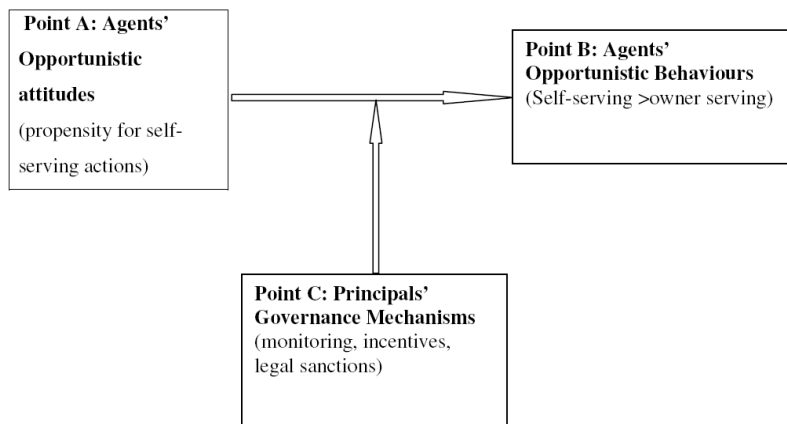 Point A: Agents’
Opportunistic
attitudes
(propensity for self-
serving actions)
Point B: Agents’
Opportunistic Behaviours
(Self-serving >owner serving)
Point C: Principals’
Governance Mechanisms
(monitoring, incentives,
legal sanctions)